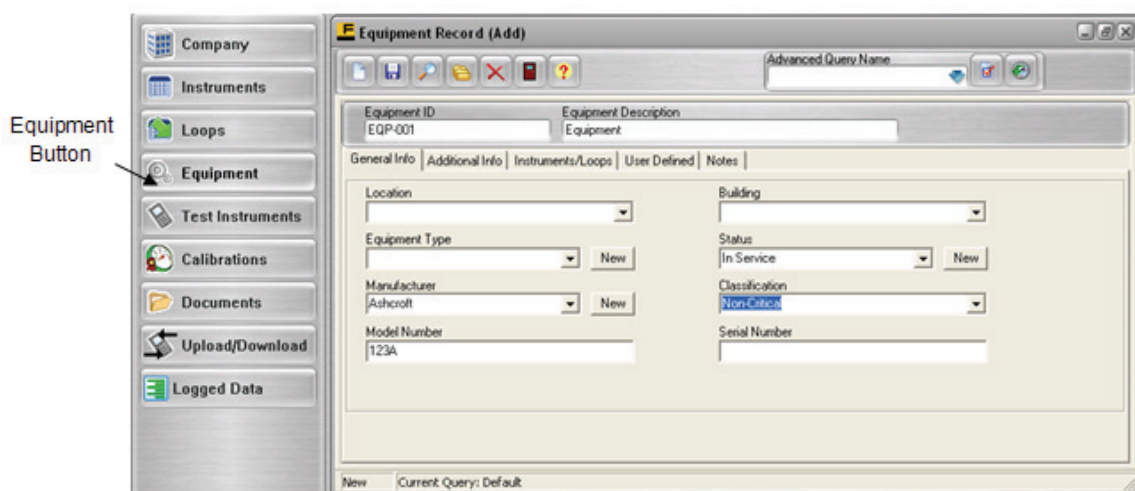 Equipment
Button
Company
Instruments
Loops
Equipment
Test Instruments
Calibrations
Documents
Upload/Download
Logged Data
F Equipment Record (Add)
Advanced Query Name
Equipment ID Equipment Description
EQP-001 Equipment
General Info Additional Info Instruments/Loops User Defined Notes
Location Building
Equipment Type Status
New In Service New
Manufacturer Classification
Ashcroft New Non-Critical
Model Number Serial Number
123A
New Current Query: Default